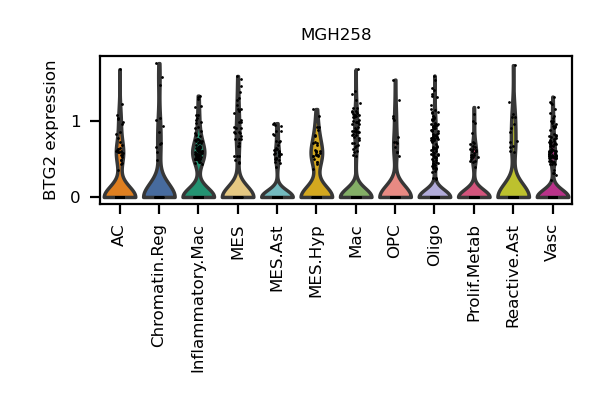 MGH258
BTG2 expression
1
0
AC
Chromatin.Reg
Inflammatory.Mac
MES
MES.Ast
MES.Hyp
Mac
OPC
Oligo
Prolif.Metab
Reactive.Ast
Vasc